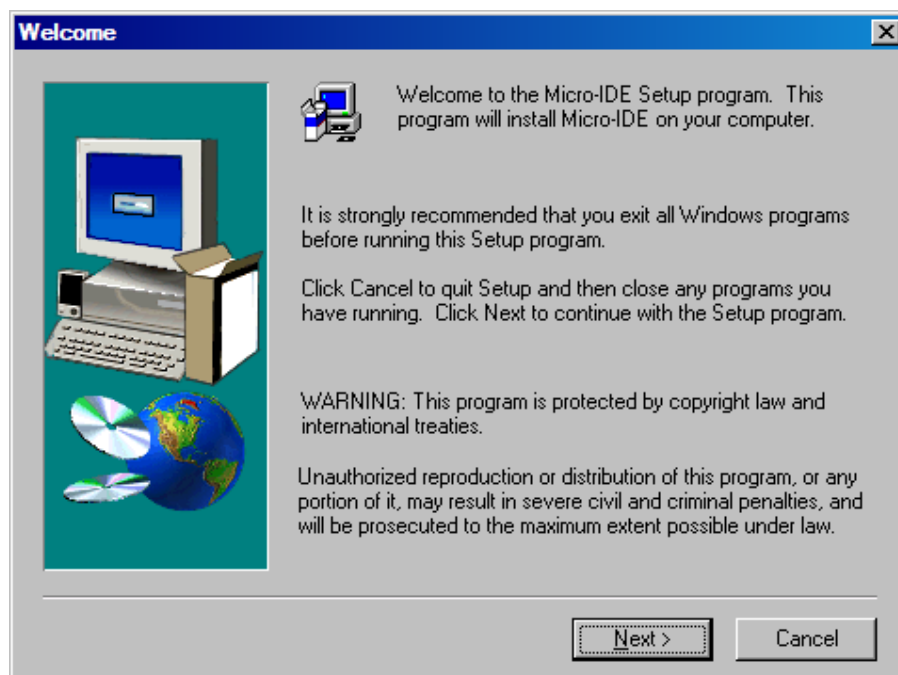 Welcome
Welcome to the Micro-IDE Setup program. This
program will install Micro-IDE on your computer.
It is strongly recommended that you exit all Windows programs
before running this Setup program.
Click Cancel to quit Setup and then close any programs you
have running. Click Next to continue with the Setup program.
WARNING: This program is protected by copyright law and
international treaties.
Unauthorized reproduction or distribution of this program, or any
portion of it, may result in severe civil and criminal penalties, and
will be prosecuted to the maximum extent possible under law.
Next >
Cancel